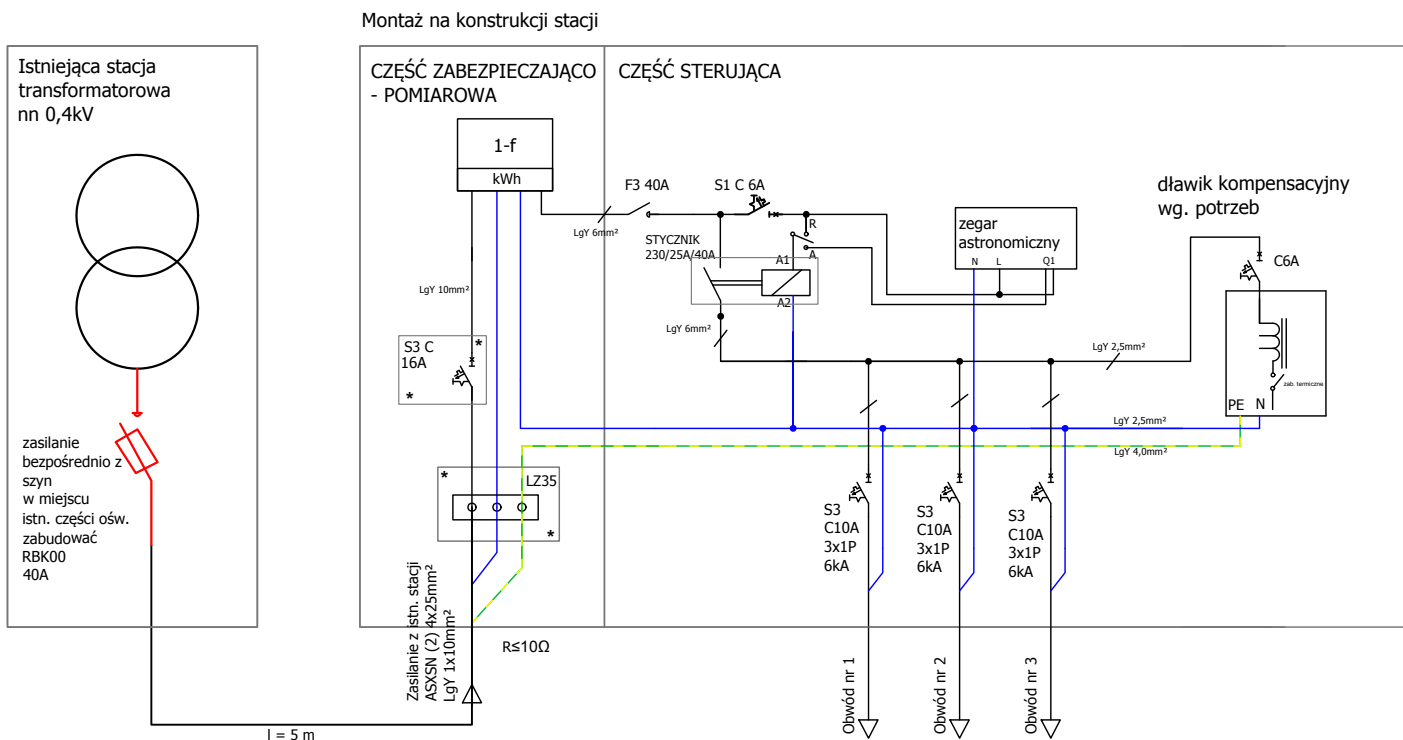 Montaż na konstrukcji stacji
Istniejąca stacja
transformatorowa
nn 0,4kV
zasilanie
bezpośrednio z
szyn
w miejscu
istn. części ośw.
zabudować
RBK00
40A
l = 5 m
CZĘŚĆ ZABEZPIECZAJĄCO
- POMIAROWA
1-f
kWh
LgY 10mm²
S3 C
16A
*
*
*
LZ35
*
Zasilanie z istn. stacji
ASXSN (2) 4x25mm²
LgY 1x10mm²
R≤10Ω
CZĘŚĆ STERUJĄCA
LgY 6mm²
F3 40A
S1 C 6A
STYCZNIK
230/25A/40A
R
A
A1
A2
LgY 6mm²
zegar
astronomiczny
N L Q1
dławik kompensacyjny
wg. potrzeb
C6A
LgY 2,5mm²
zab. termiczne
PE N
LgY 2,5mm²
LgY 4,0mm²
S3
C10A
3x1P
6kA
S3
C10A
3x1P
6kA
S3
C10A
3x1P
6kA
Obwód nr 1
Obwód nr 2
Obwód nr 3